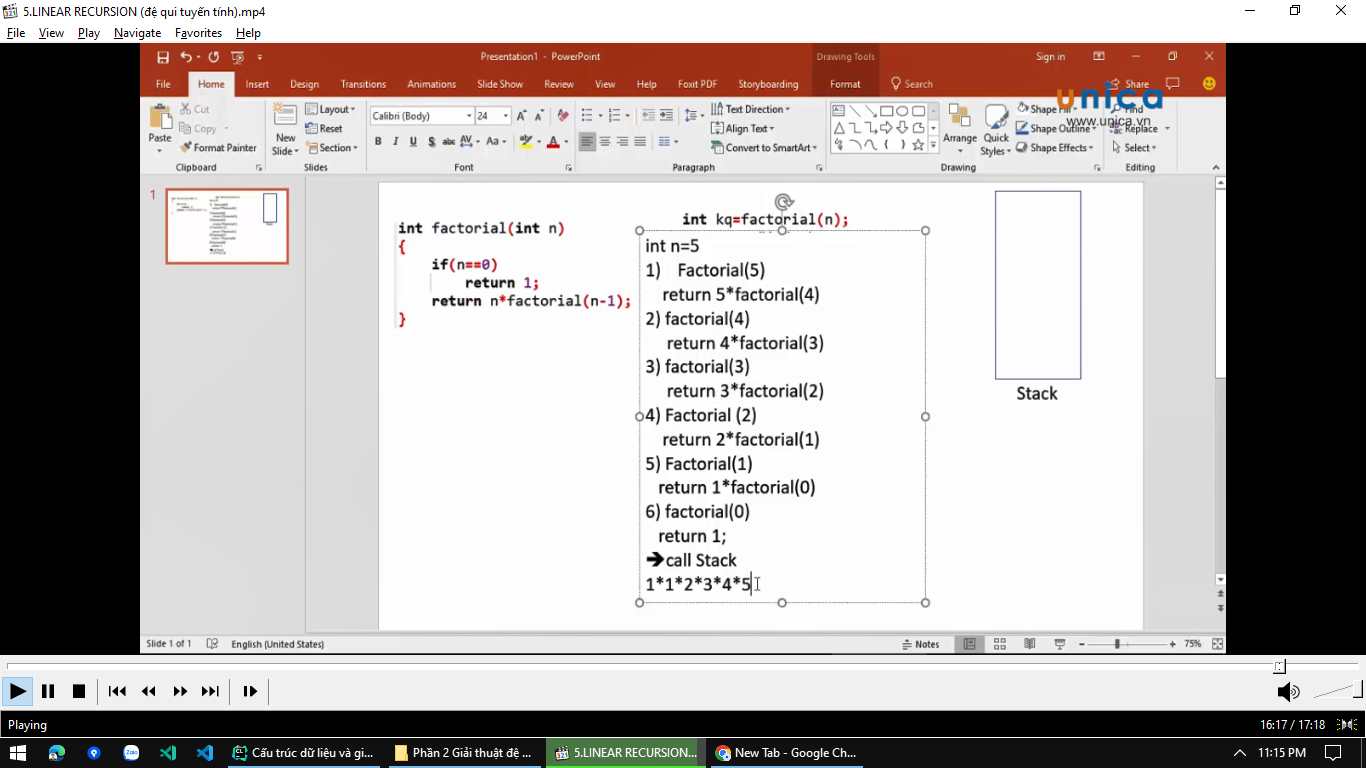 5.LINEAR RECURSION (đệ qui tuyến tính).mp4
File View Play Navigate Favorites Help
Presentation1 - PowerPoint
Drawing Tools
Sign in
File Home Insert Design Transitions Animations Slide Show Review View Help Foxit PDF Storyboarding Format Search Share
unica
www.unica.vn
Paste
Cut
Copy
Format Painter
Clipboard
New Slide
Layout
Reset
Section
Slides
Calibri (Body) 24
B I U S abc AV Aa A
Font
Text Direction
Align Text
Convert to SmartArt
Paragraph
Arrange
Quick Styles
Shape Fill
Shape Outline
Shape Effects
Drawing
Find
Replace
Select
Editing
1
int factorial(int n)
{
if(n==0)
return 1;
return n*factorial(n-1);
}
int kq=factorial(n);
int n=5
1) Factorial(5)
return 5*factorial(4)
2) factorial(4)
return 4*factorial(3)
3) factorial(3)
return 3*factorial(2)
4) Factorial (2)
return 2*factorial(1)
5) Factorial(1)
return 1*factorial(0)
6) factorial(0)
return 1;
➔call Stack
1*1*2*3*4*5
Stack
Slide 1 of 1 English (United States) Notes 75%
Playing 16:17 / 17:18
Cấu trúc dữ liệu và gi... Phần 2 Giải thuật đệ ... 5.LINEAR RECURSION... New Tab - Google Ch... 11:15 PM